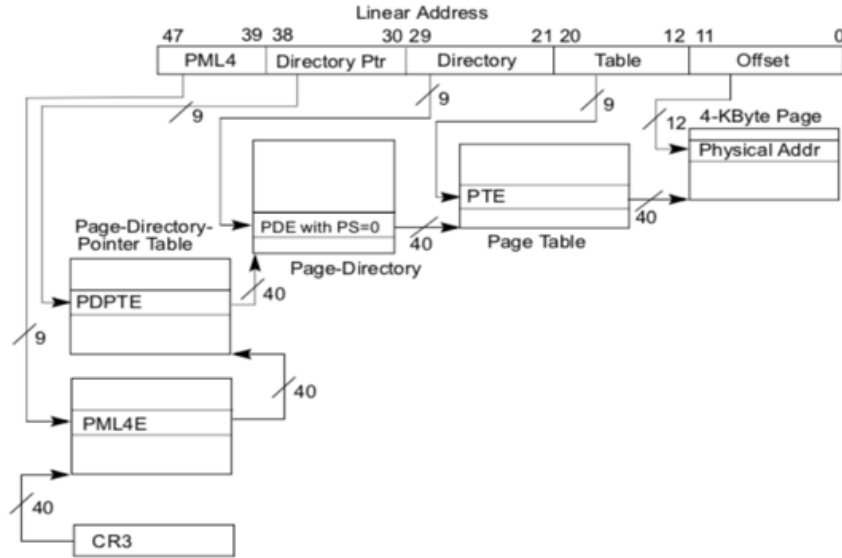 Linear Address
47 39 38 30 29 21 20 12 11 0
PML4 Directory Ptr Directory Table Offset
9 9 9 12 4-KByte Page
Physical Addr
PTE
40
PDE with PS=0
40
Page Table
Page-Directory-
Pointer Table
Page-Directory
PDPTE
40
9
40
PML4E
40
CR3